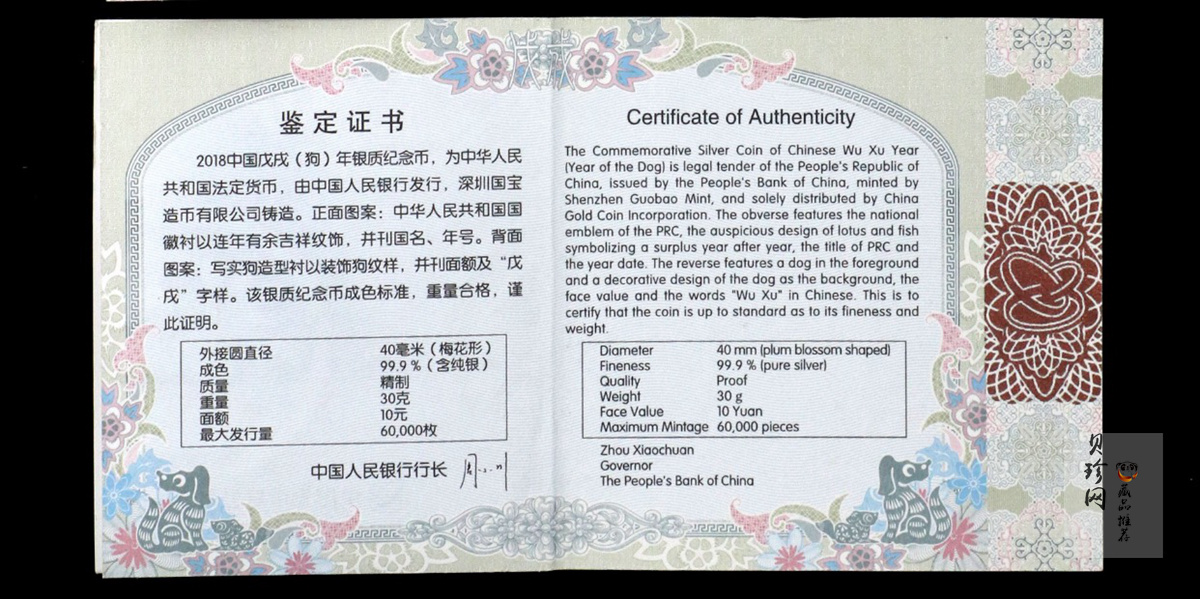 鉴定证书
2018中国戊戌（狗）年银质纪念币，为中华人民
共和国法定货币，由中国人民银行发行，深圳国宝
造币有限公司铸造。正面图案：中华人民共和国国
徽衬以连年有余吉祥纹饰，并刊国名、年号。背面
图案：写实狗造型衬以装饰狗纹样，并刊面额及“戊
戌”字样。该银质纪念币成色标准，重量合格，谨
此证明。
外接圆直径 40毫米（梅花形）
成色 99.9％（含纯银）
质量 精制
重量 30克
面额 10元
最大发行量 60,000枚
中国人民银行行长
Certificate of Authenticity
The Commemorative Silver Coin of Chinese Wu Xu Year
(Year of the Dog) is legal tender of the People's Republic of
China, issued by the People's Bank of China, minted by
Shenzhen Guobao Mint, and solely distributed by China
Gold Coin Incorporation. The obverse features the national
emblem of the PRC, the auspicious design of lotus and fish
symbolizing a surplus year after year, the title of PRC and
the year date. The reverse features a dog in the foreground
and a decorative design of the dog as the background, the
face value and the words "Wu Xu" in Chinese. This is to
certify that the coin is up to standard as to its fineness and
weight.
Diameter 40 mm (plum blossom shaped)
Fineness 99.9 % (pure silver)
Quality Proof
Weight 30 g
Face Value 10 Yuan
Maximum Mintage 60,000 pieces
Zhou Xiaochuan
Governor
The People's Bank of China
贝珍网
藏品推荐